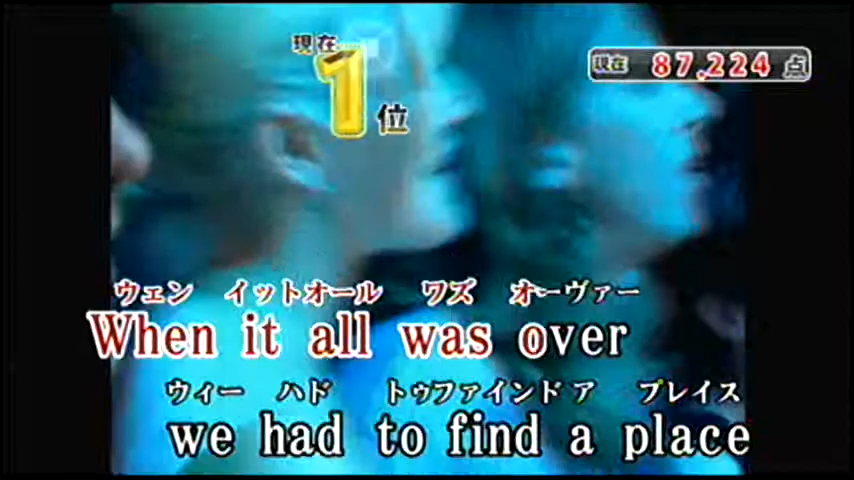 現在
1位
現在 87,224 点
ウェン イットオール ワズ オーヴァー
When it all was over
ウィー ハド トゥファインド ア プレイス
we had to find a place